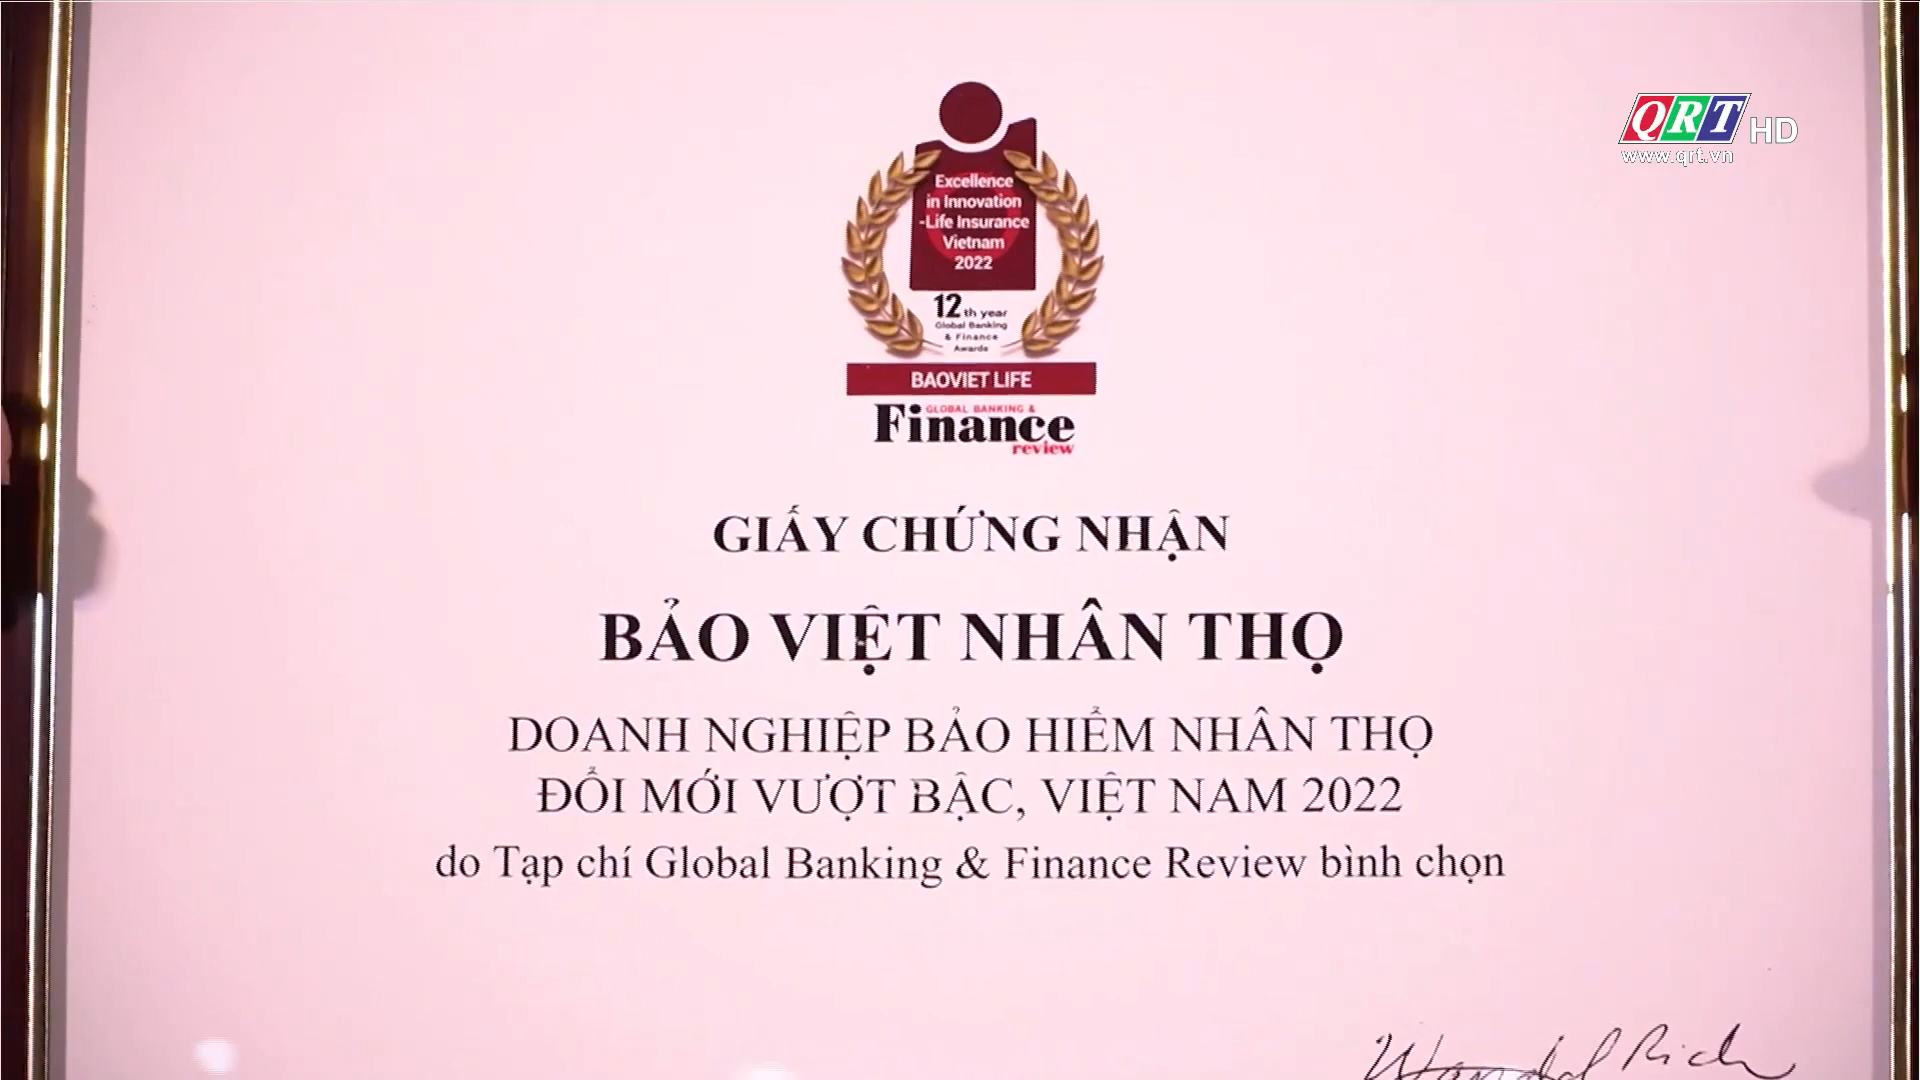 QRT HD
www.qrt.vn
Excellence
in Innovation
-Life Insurance
Vietnam
2022
12th year
Global Banking
& Finance
Awards
BAOVIET LIFE
GLOBAL BANKING &
Finance
review
GIẤY CHỨNG NHẬN
BẢO VIỆT NHÂN THỌ
DOANH NGHIỆP BẢO HIỂM NHÂN THỌ
ĐỔI MỚI VƯỢT BẬC, VIỆT NAM 2022
do Tạp chí Global Banking & Finance Review bình chọn